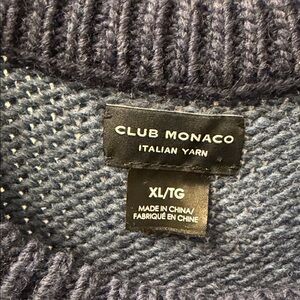 CLUB MONACO
ITALIAN YARN
XL/TG
MADE IN CHINA/
FABRIQUÉ EN CHINE